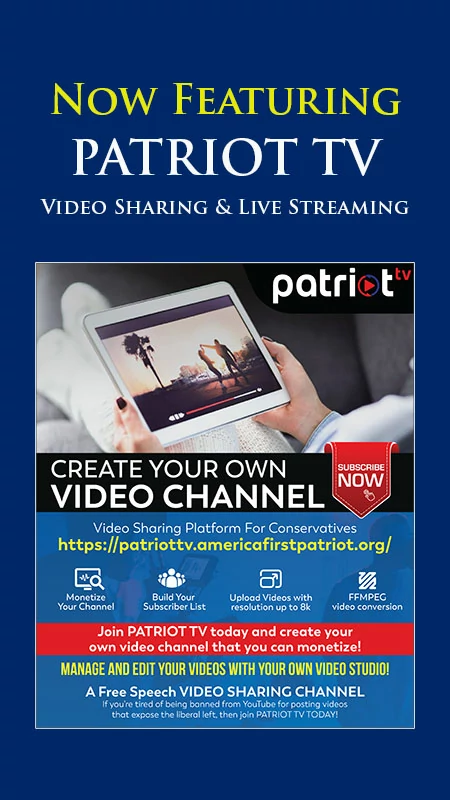 Now Featuring
PATRIOT TV
Video Sharing & Live Streaming
patriot tv
CREATE YOUR OWN
VIDEO CHANNEL
SUBSCRIBE
NOW
Video Sharing Platform For Conservatives
https://patriottv.americafirstpatriot.org/
Monetize
Your Channel
Build Your
Subscriber List
Upload Videos with
resolution up to 8k
FFMPEG
video conversion
Join PATRIOT TV today and create your
own video channel that you can monetize!
MANAGE AND EDIT YOUR VIDEOS WITH YOUR OWN VIDEO STUDIO!
A Free Speech VIDEO SHARING CHANNEL
If you're tired of being banned from YouTube for posting videos
that expose the liberal left, then join PATRIOT TV TODAY!